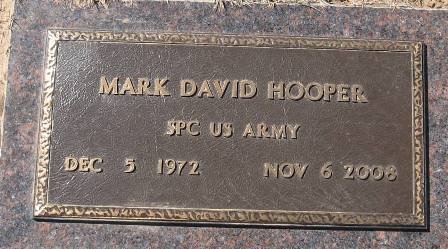 MARK DAVID HOOPER
SPC US ARMY
DEC 5 1972 NOV 6 2008